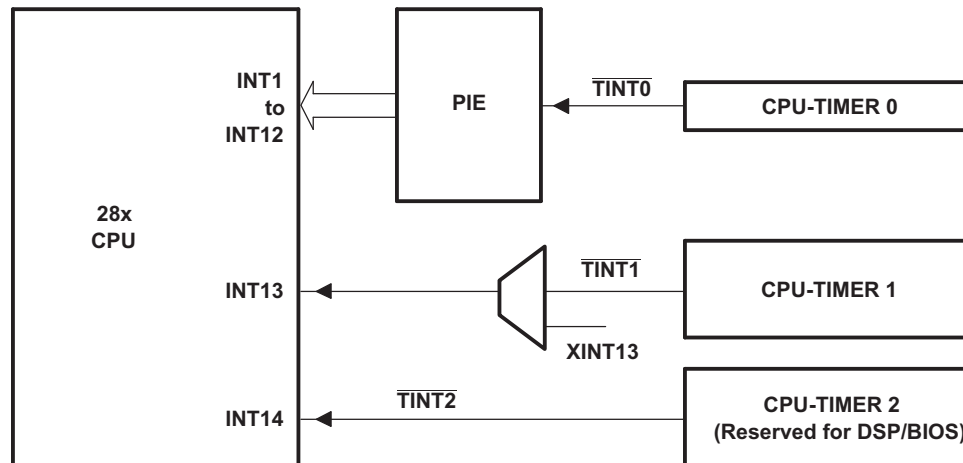 INT1
to
INT12
PIE
TINT0
CPU-TIMER 0
28x
CPU
INT13
TINT1
CPU-TIMER 1
XINT13
INT14
TINT2
CPU-TIMER 2
(Reserved for DSP/BIOS)